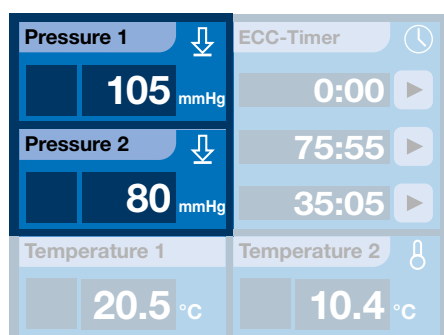 Pressure 1
105 mmHg
Pressure 2
80 mmHg
ECC-Timer
0:00
75:55
35:05
Temperature 1
20.5 °C
Temperature 2
10.4 °C